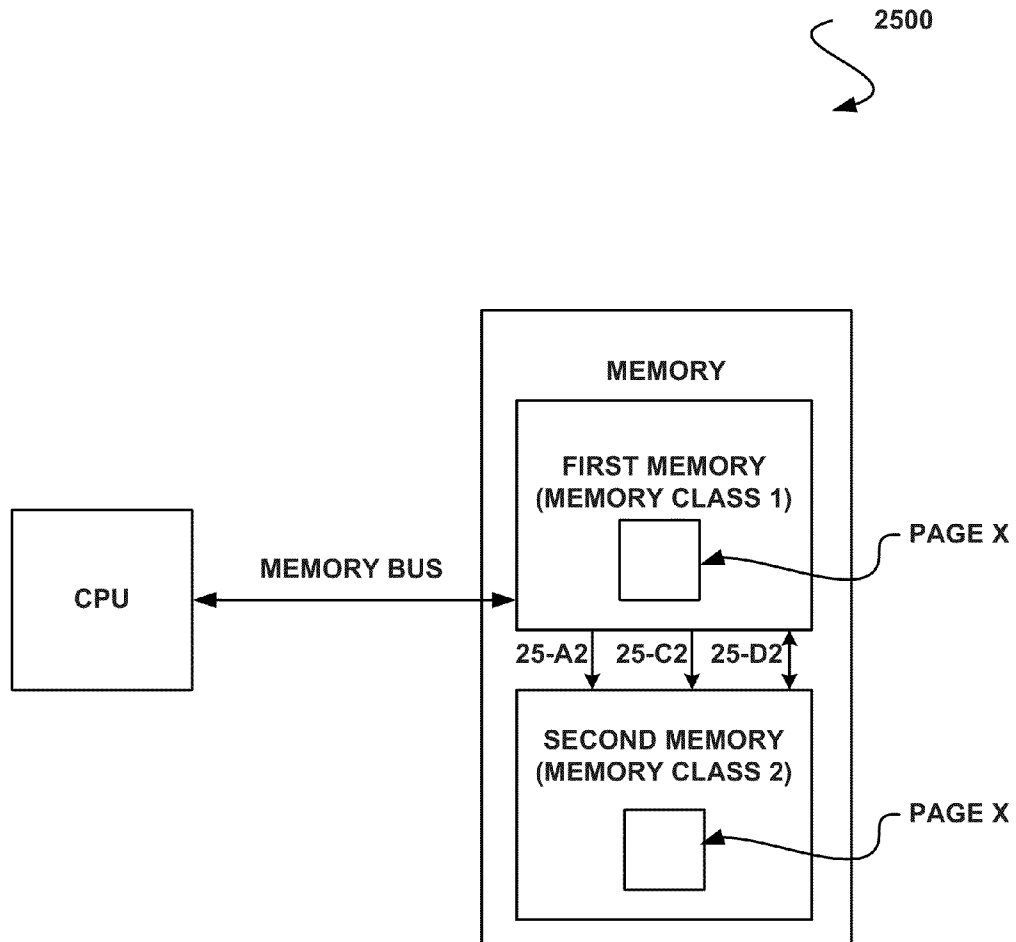 2500
MEMORY
FIRST MEMORY
(MEMORY CLASS 1)
PAGE X
MEMORY BUS
CPU
25-A2
25-C2
25-D2
SECOND MEMORY
(MEMORY CLASS 2)
PAGE X